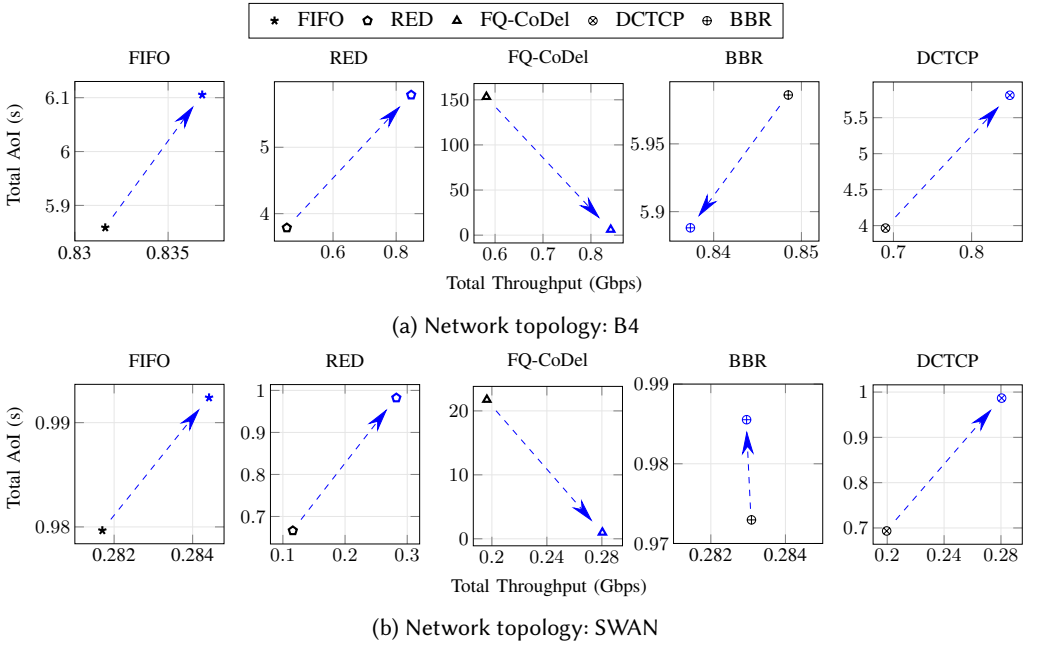 FIFO RED FQ-CoDel DCTCP BBR
FIFO RED FQ-CoDel BBR DCTCP
Total AoI (s)
6.1
6
5.9
0.83 0.835
5
4
0.6 0.8
150
100
50
0
0.6 0.7 0.8
5.95
5.9
0.84 0.85
5.5
5
4.5
4
0.7 0.8
Total Throughput (Gbps)
(a) Network topology: B4
FIFO RED FQ-CoDel BBR DCTCP
Total AoI (s)
0.99
0.98
0.282 0.284
1
0.9
0.8
0.7
0.1 0.2 0.3
20
10
0
0.2 0.24 0.28
0.99
0.98
0.97
0.282 0.284
1
0.9
0.8
0.7
0.2 0.24 0.28
Total Throughput (Gbps)
(b) Network topology: SWAN